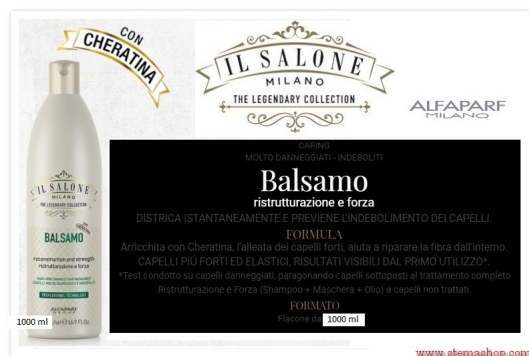 CON
CHERATINA
IL SALONE
MILANO
THE LEGENDARY COLLECTION
ALFAPARF
MILANO
CARING
MOLTO DANNEGGIATI - INDEBOLITI
Balsamo
ristrutturazione e forza
DISTRICA ISTANTANEAMENTE E PREVIENE L'INDEBOLIMENTO DEI CAPELLI.
FORMULA
Arricchita con Cheratina, l'alleata dei capelli forti, aiuta a riparare la fibra dall'interno.
CAPELLI PIÚ FORTI ED ELASTICI, RISULTATI VISIBILI DAL PRIMO UTILIZZO*.
*Test condotto su capelli danneggiati, paragonando capelli sottoposti al trattamento completo
Ristrutturazione e Forza (Shampoo + Maschera + Olio) a capelli non trattati.
FORMATO
Flacone da 1000 ml
IL SALONE
MILANO
THE LEGENDARY COLLECTION
BALSAMO
reconstruction and strength
ristrutturazione e forza
PROFESSIONAL TECHNOLOGY
ALFAPARF
MILANO
1000 ml
www.stemashop.com